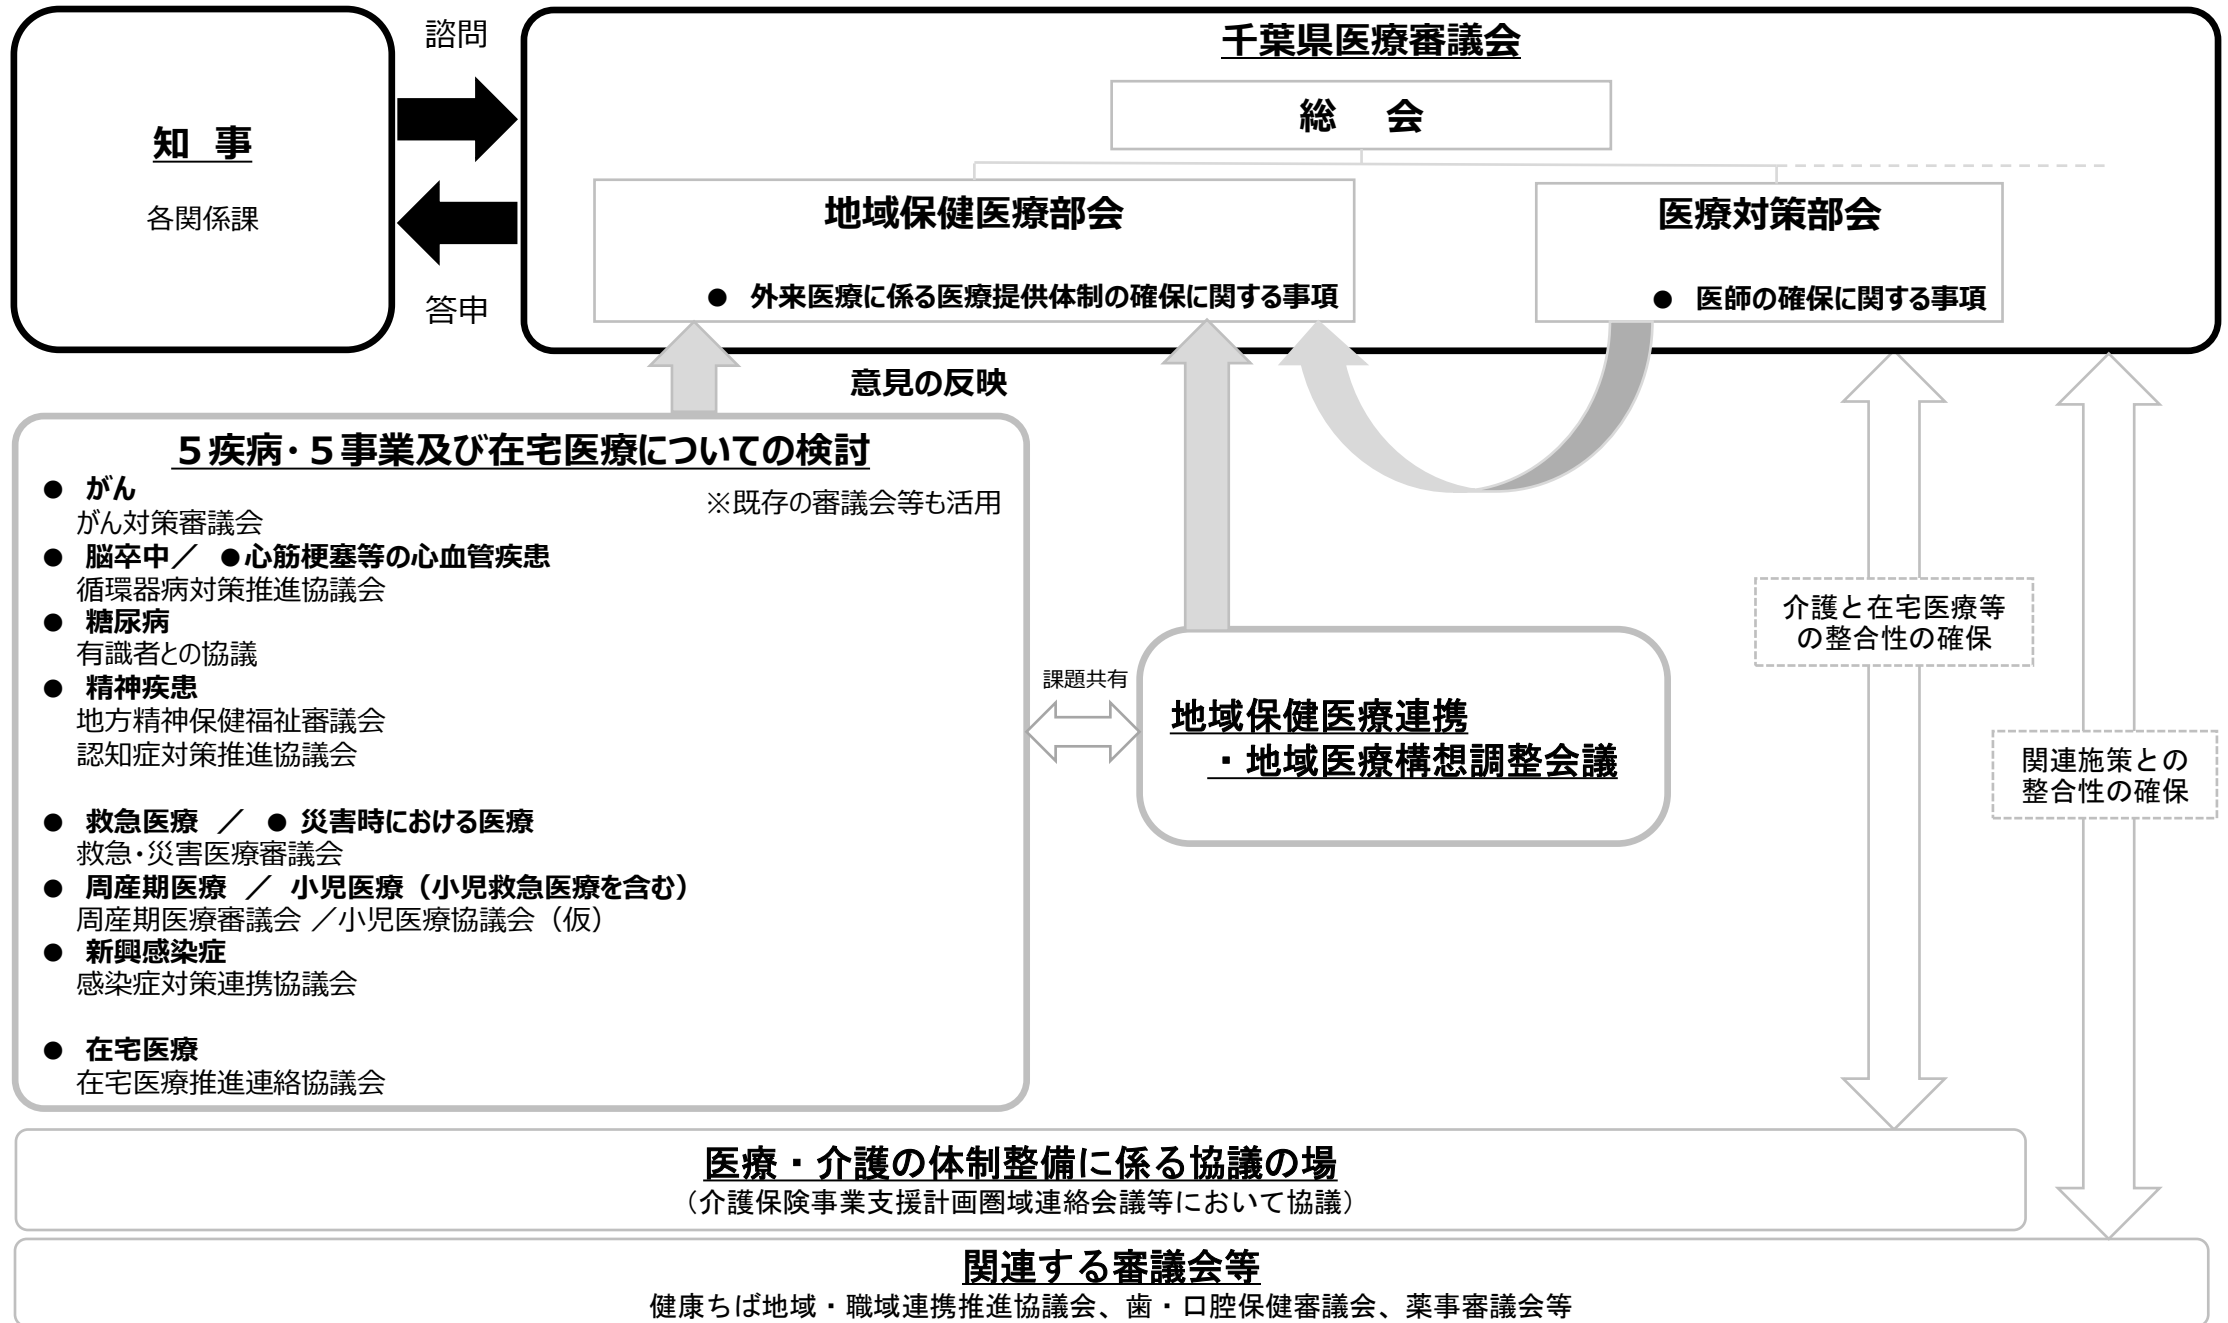 諮問
千葉県医療審議会
総　会
知　事
各関係課
地域保健医療部会
医療対策部会
● 外来医療に係る医療提供体制の確保に関する事項
● 医師の確保に関する事項
答申
意見の反映
５疾病・５事業及び在宅医療についての検討
※既存の審議会等も活用
● がん
がん対策審議会
● 脳卒中／ ●心筋梗塞等の心血管疾患
循環器病対策推進協議会
● 糖尿病
有識者との協議
● 精神疾患
地方精神保健福祉審議会
認知症対策推進協議会
● 救急医療 ／ ● 災害時における医療
救急・災害医療審議会
● 周産期医療 ／ 小児医療（小児救急医療を含む）
周産期医療審議会 ／小児医療協議会（仮）
● 新興感染症
感染症対策連携協議会
● 在宅医療
在宅医療推進連絡協議会
課題共有
地域保健医療連携
・地域医療構想調整会議
介護と在宅医療等
の整合性の確保
関連施策との
整合性の確保
医療・介護の体制整備に係る協議の場
（介護保険事業支援計画圏域連絡会議等において協議）
関連する審議会等
健康ちば地域・職域連携推進協議会、歯・口腔保健審議会、薬事審議会等